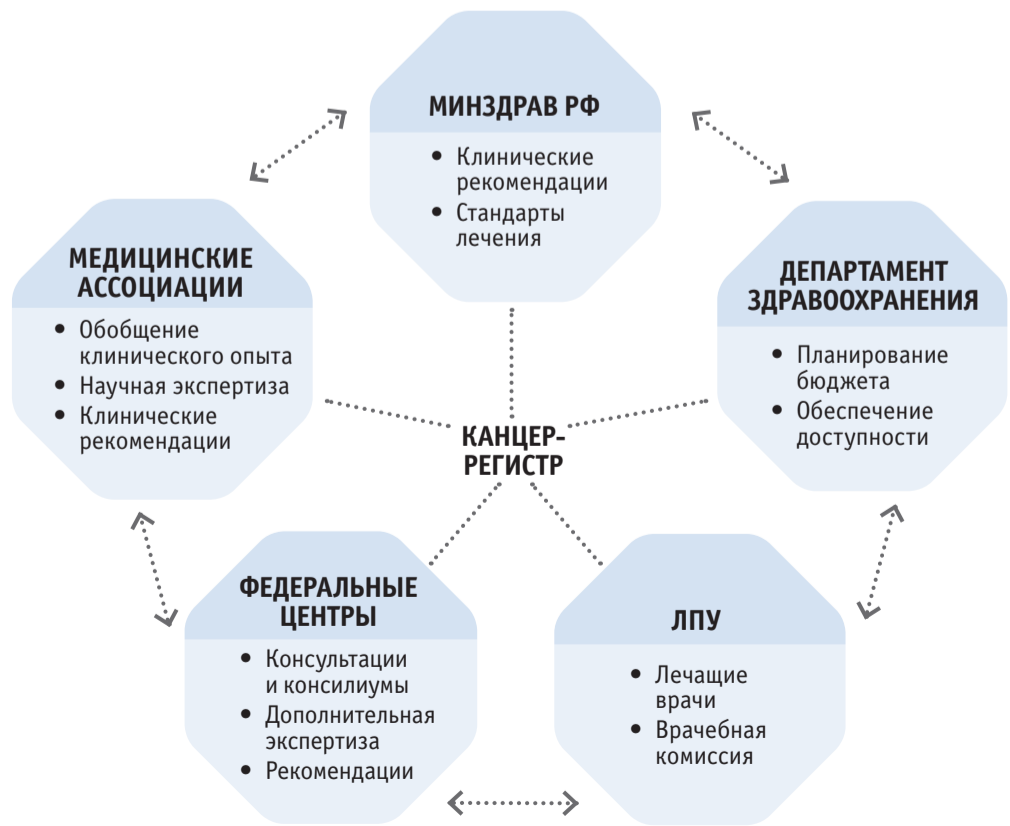 МИНЗДРАВ РФ
• Клинические
рекомендации
• Стандарты
лечения
МЕДИЦИНСКИЕ
АССОЦИАЦИИ
• Обобщение
клинического опыта
• Научная экспертиза
• Клинические
рекомендации
ДЕПАРТАМЕНТ
ЗДРАВООХРАНЕНИЯ
• Планирование
бюджета
• Обеспечение
доступности
КАНЦЕР-
РЕГИСТР
ФЕДЕРАЛЬНЫЕ
ЦЕНТРЫ
• Консультации
и консилиумы
• Дополнительная
экспертиза
• Рекомендации
ЛПУ
• Лечащие
врачи
• Врачебная
комиссия